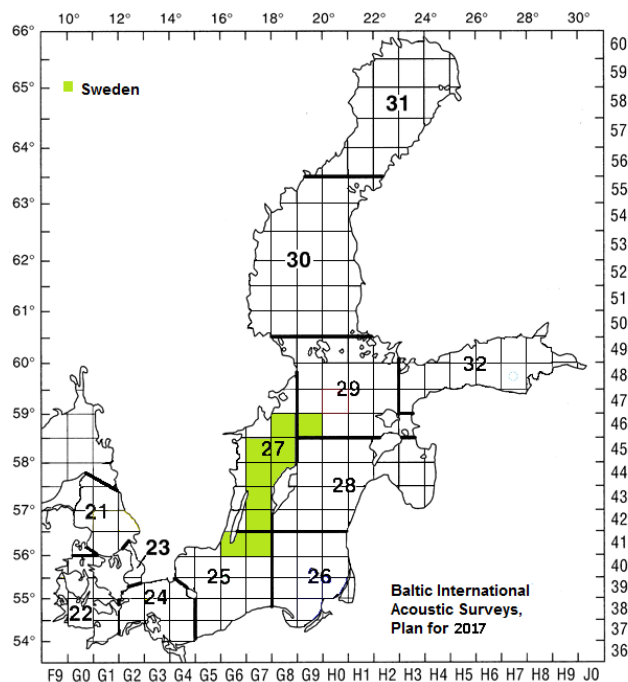 10° 12° 14° 16° 18° 20° 22° 24° 26° 28° 30°
66° 60
59
65° Sweden 31 58
57
64° 56
55
63° 54
53
62° 30 52
51
61° 50
49
60° 32 48
29 47
59° 46
27 45
58° 44
28 43
57° 21 42
23 41
56° 40
25 26 39
55° 24 Baltic International
22 Acoustic Surveys, 38
Plan for 2017 37
54° 36
F9 G0 G1 G2 G3 G4 G5 G6 G7 G8 G9 H0 H1 H2 H3 H4 H5 H6 H7 H8 H9 J0